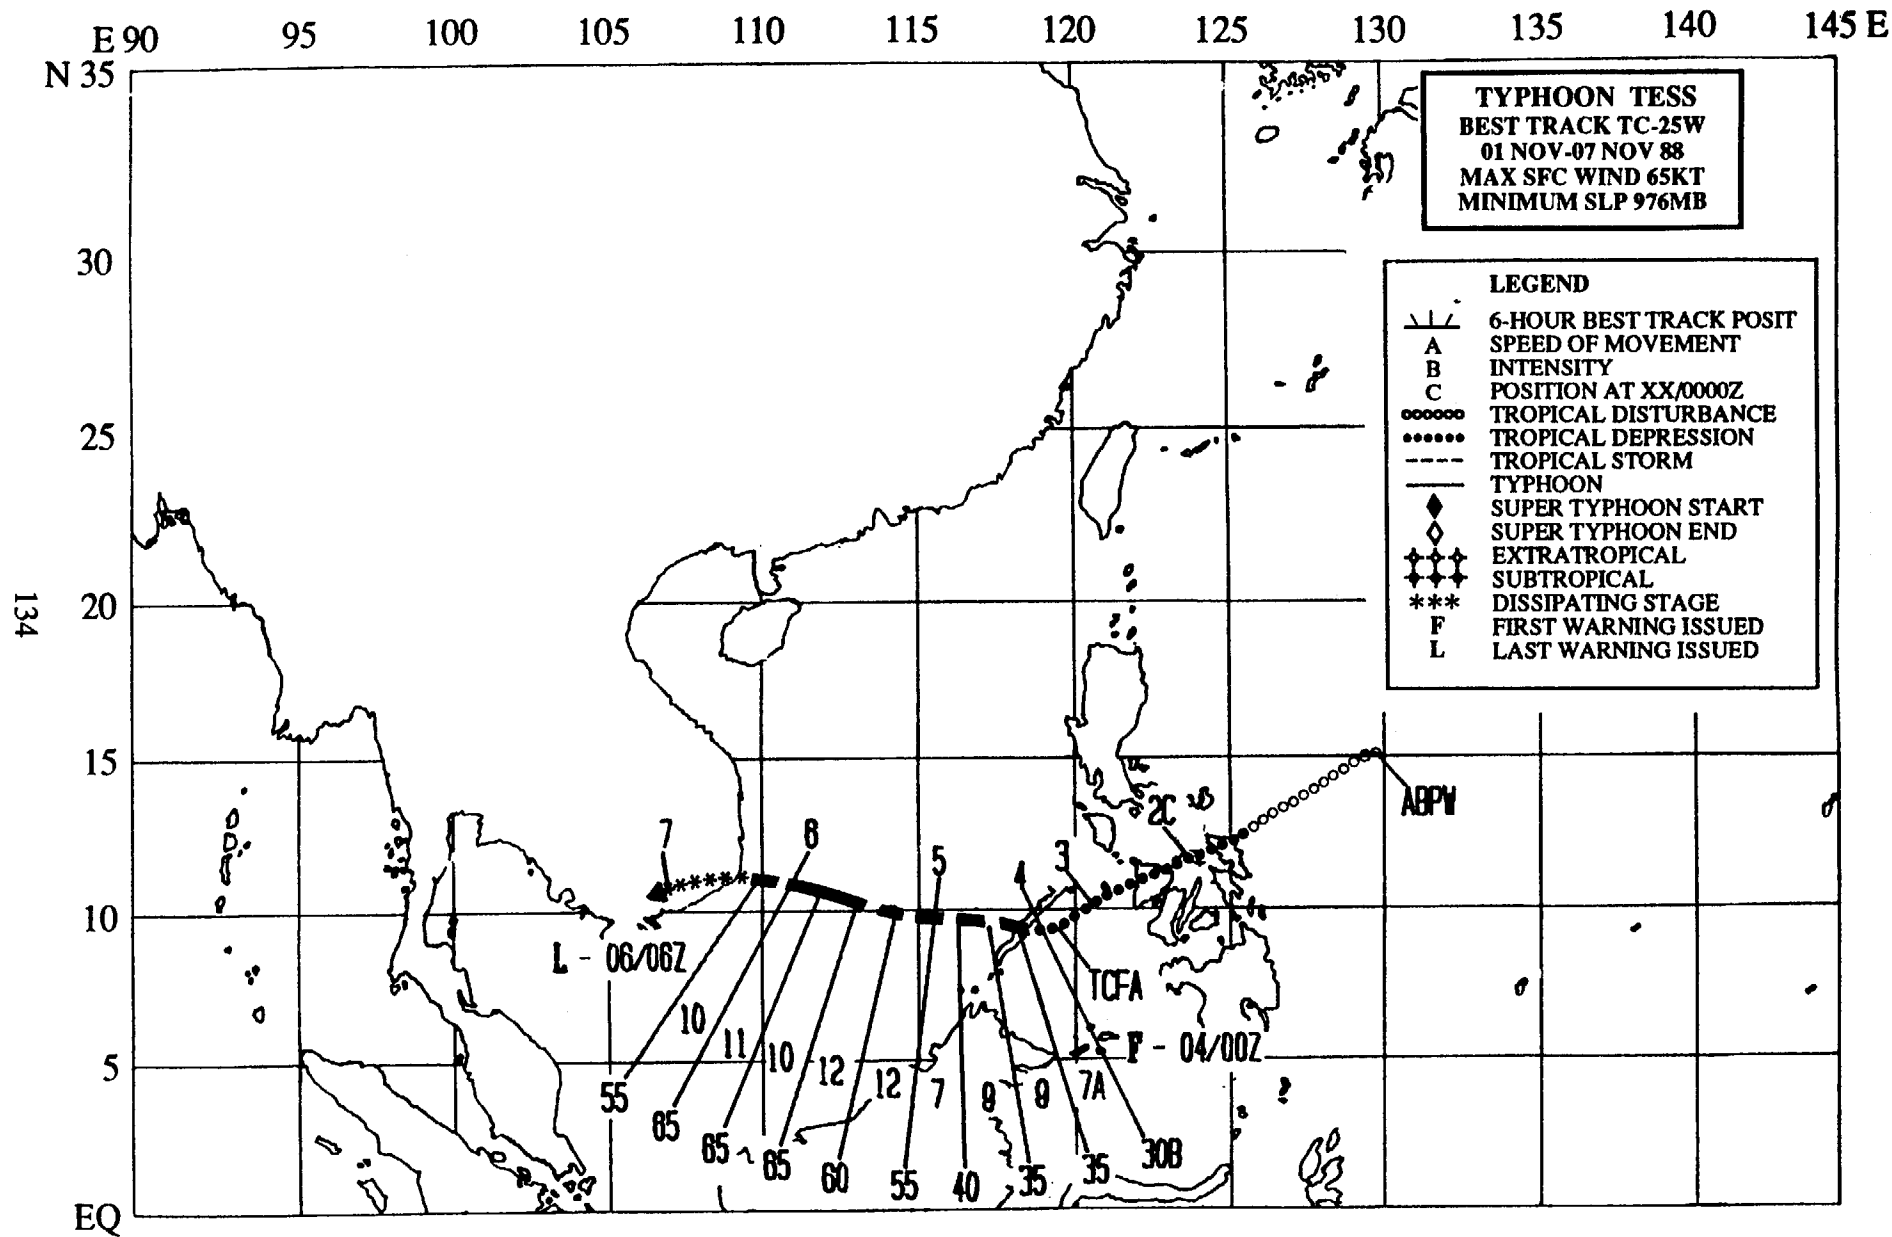 E 90 95 100 105 110 115 120 125 130 135 140 145 E
N 35
30
25
20
15
10
5
EQ
134
TYPHOON TESS
BEST TRACK TC-25W
01 NOV-07 NOV 88
MAX SFC WIND 65KT
MINIMUM SLP 976MB
LEGEND
6-HOUR BEST TRACK POSIT
A SPEED OF MOVEMENT
B INTENSITY
C POSITION AT XX/0000Z
TROPICAL DISTURBANCE
TROPICAL DEPRESSION
TROPICAL STORM
TYPHOON
SUPER TYPHOON START
SUPER TYPHOON END
EXTRATROPICAL
SUBTROPICAL
*** DISSIPATING STAGE
F FIRST WARNING ISSUED
L LAST WARNING ISSUED
ABPW
2C
3
4
5
6
7
TCFA
L - 06/06Z
F - 04/00Z
10 11 10 12 12 7 9 9 7A
55 65 65 65 60 55 40 35 35 30B